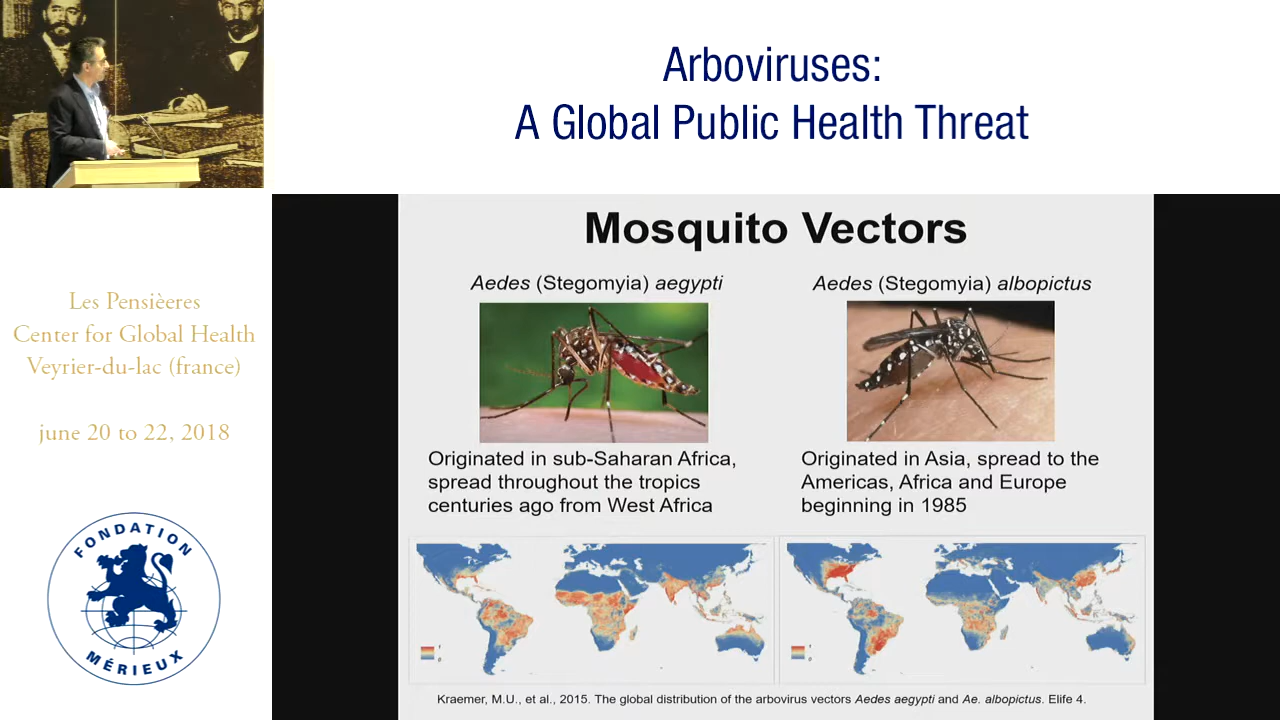 Arboviruses:
A Global Public Health Threat
Les Pensièeres
Center for Global Health
Veyrier-du-lac (france)
june 20 to 22, 2018
FONDATION
MÉRIEUX
Mosquito Vectors
Aedes (Stegomyia) aegypti
Aedes (Stegomyia) albopictus
Originated in sub-Saharan Africa,
spread throughout the tropics
centuries ago from West Africa
Originated in Asia, spread to the
Americas, Africa and Europe
beginning in 1985
Kraemer, M.U., et al., 2015. The global distribution of the arbovirus vectors Aedes aegypti and Ae. albopictus. Elife 4.